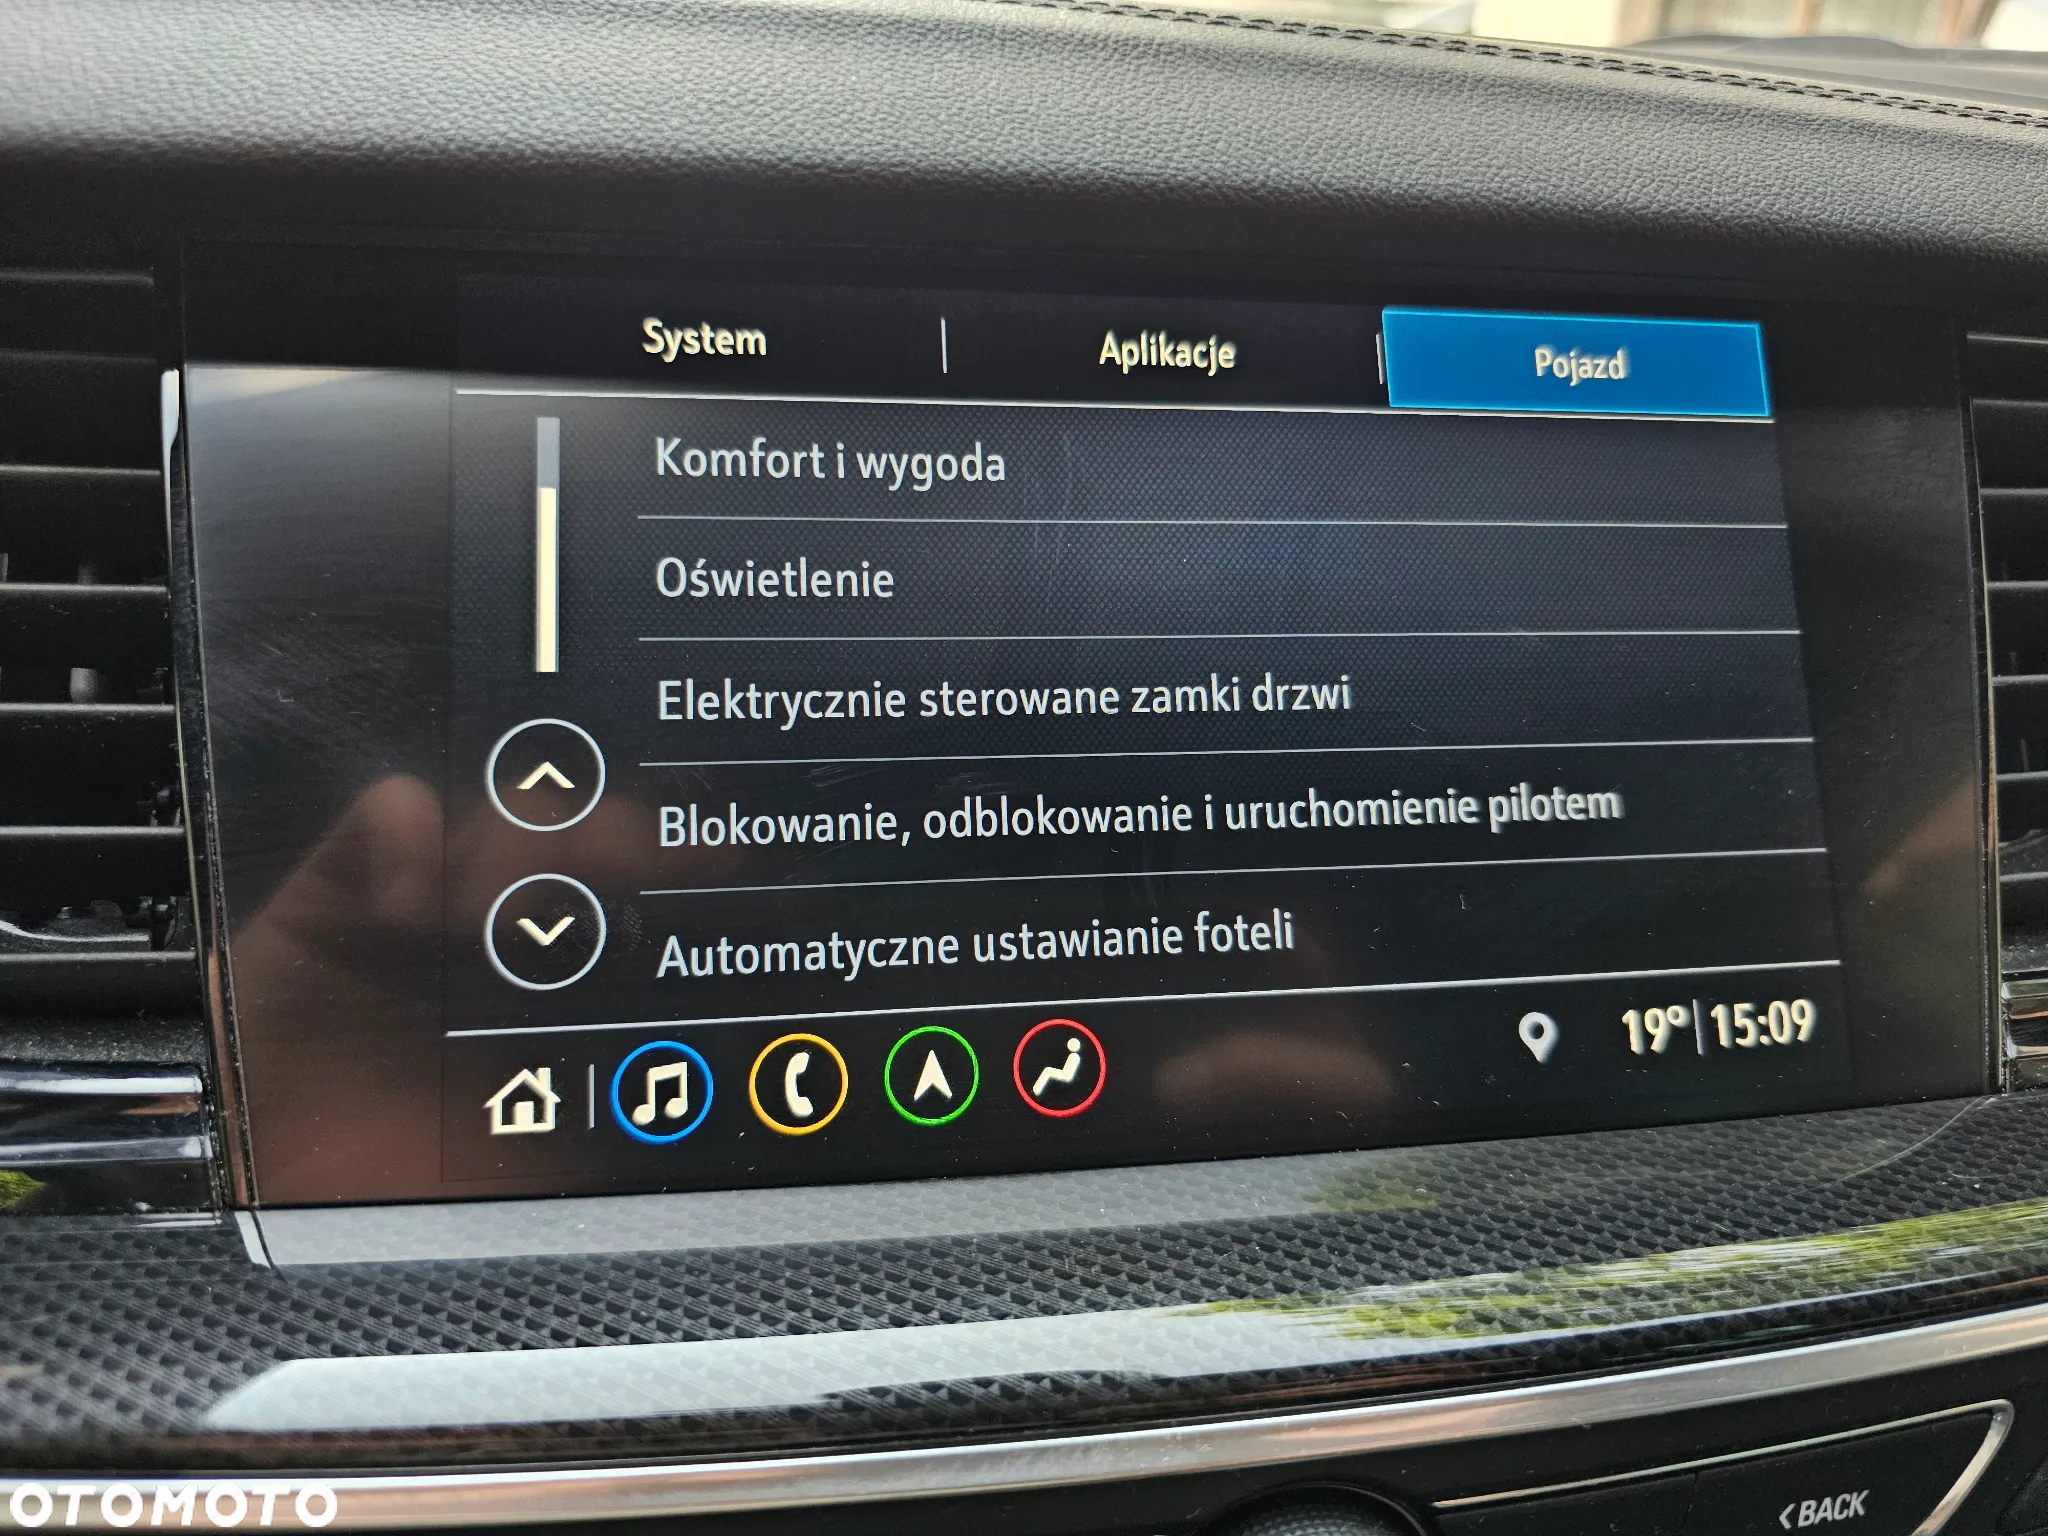 System
Aplikacje
Pojazd
Komfort i wygoda
Oświetlenie
Elektrycznie sterowane zamki drzwi
Blokowanie, odblokowanie i uruchomienie pilotem
Automatyczne ustawianie foteli
19° 15:09
<BACK
OTOMOTO